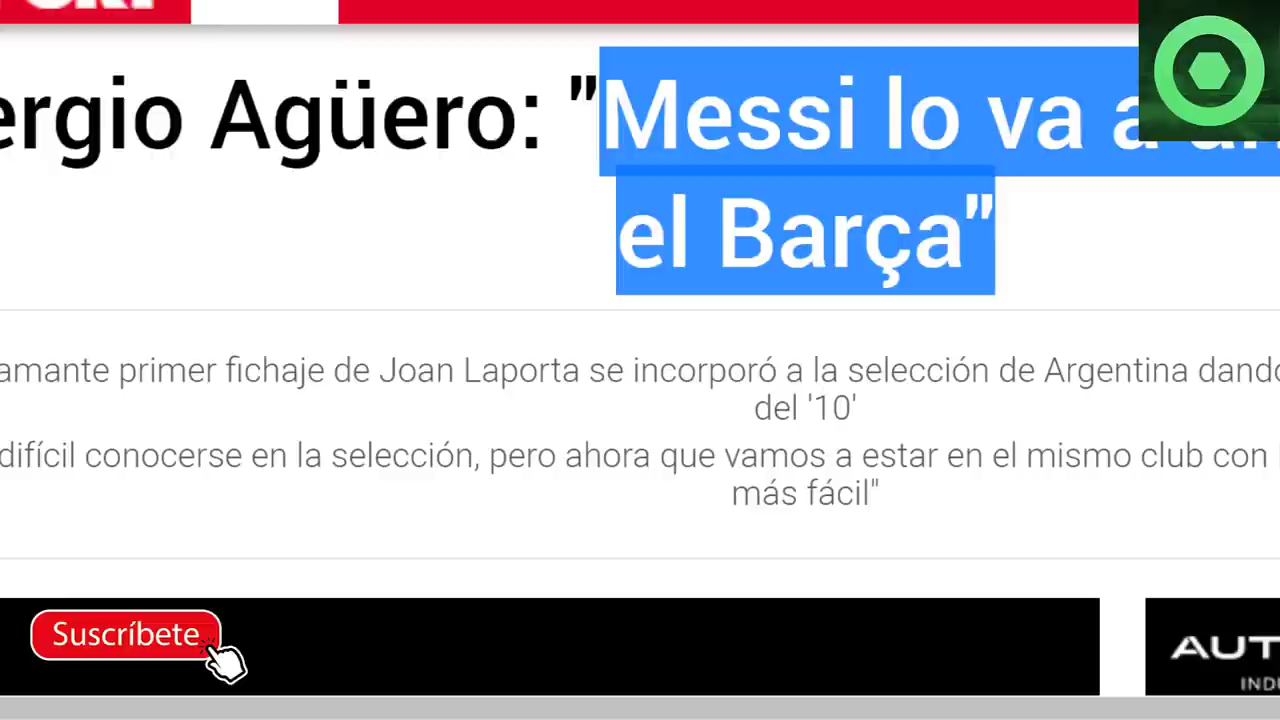 ergio Agüero: "Messi lo va a
el Barça"
amante primer fichaje de Joan Laporta se incorporó a la selección de Argentina dando
del '10'
difícil conocerse en la selección, pero ahora que vamos a estar en el mismo club con
más fácil"
Suscríbete
AUT
INDU